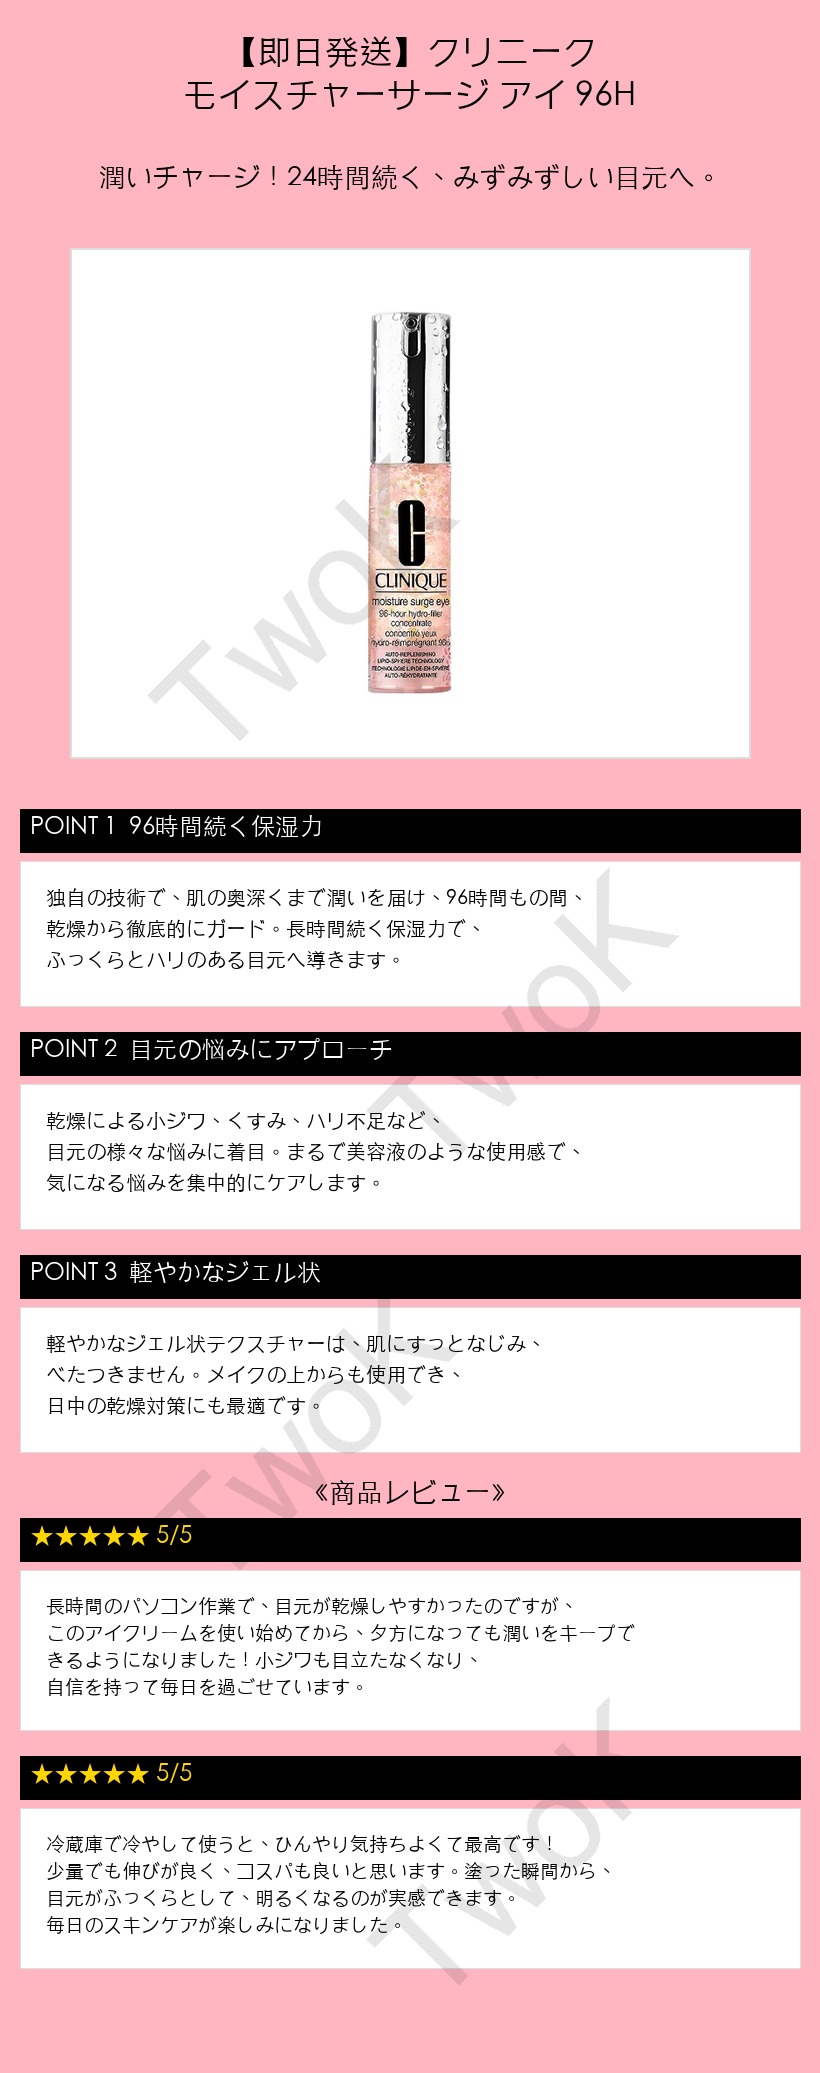 【即日発送】クリニーク
モイスチャーサージ アイ 96H
潤いチャージ！24時間続く、みずみずしい目元へ。
CLINIQUE
moisture surge eye
96-hour hydro-filler
concentrate
concentré yeux
hydro-réimprégnant 96H
AUTO-REPLENISHING
LIPID-SPHERE TECHNOLOGY
TECHNOLOGIE LIPIDE-EN-SPHÈRE
AUTO-RÉHYDRATANTE
TwoK
POINT 1 96時間続く保湿力
独自の技術で、肌の奥深くまで潤いを届け、96時間もの間、
乾燥から徹底的にガード。長時間続く保湿力で、
ふっくらとハリのある目元へ導きます。
TwoK
POINT 2 目元の悩みにアプローチ
乾燥による小ジワ、くすみ、ハリ不足など、
目元の様々な悩みに着目。まるで美容液のような使用感で、
気になる悩みを集中的にケアします。
POINT 3 軽やかなジェル状
軽やかなジェル状テクスチャーは、肌にすっとなじみ、
べたつきません。メイクの上からも使用でき、
日中の乾燥対策にも最適です。
TwoK
《商品レビュー》
★★★★★ 5/5
長時間のパソコン作業で、目元が乾燥しやすかったのですが、
このアイクリームを使い始めてから、夕方になっても潤いをキープで
きるようになりました！小ジワも目立たなくなり、
自信を持って毎日を過ごせています。
★★★★★ 5/5
冷蔵庫で冷やして使うと、ひんやり気持ちよくて最高です！
少量でも伸びが良く、コスパも良いと思います。塗った瞬間から、
目元がふっくらとして、明るくなるのが実感できます。
毎日のスキンケアが楽しみになりました。
TwoK